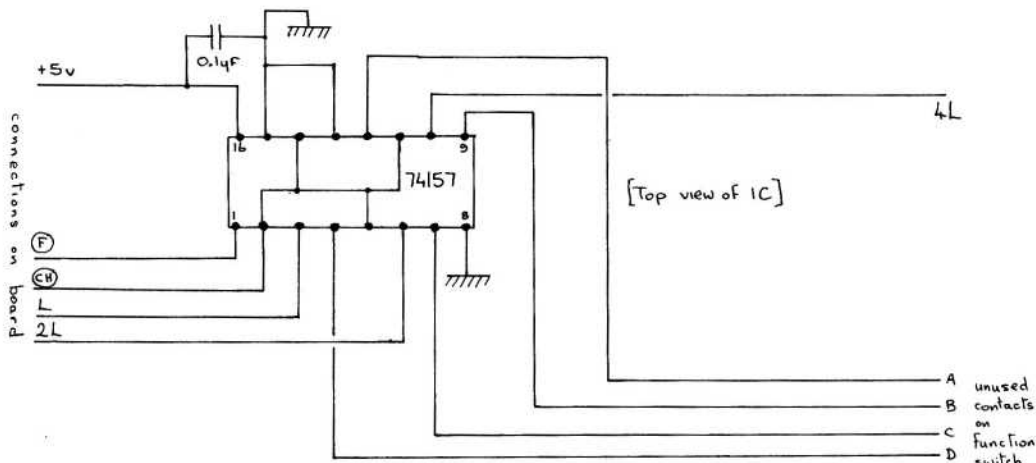 0.1µF
+5v
16
9
4L
74157
[Top view of IC]
1
8
connections on board
F
CH
L
2L
A
B
C
D
unused
contacts
on
function
switch